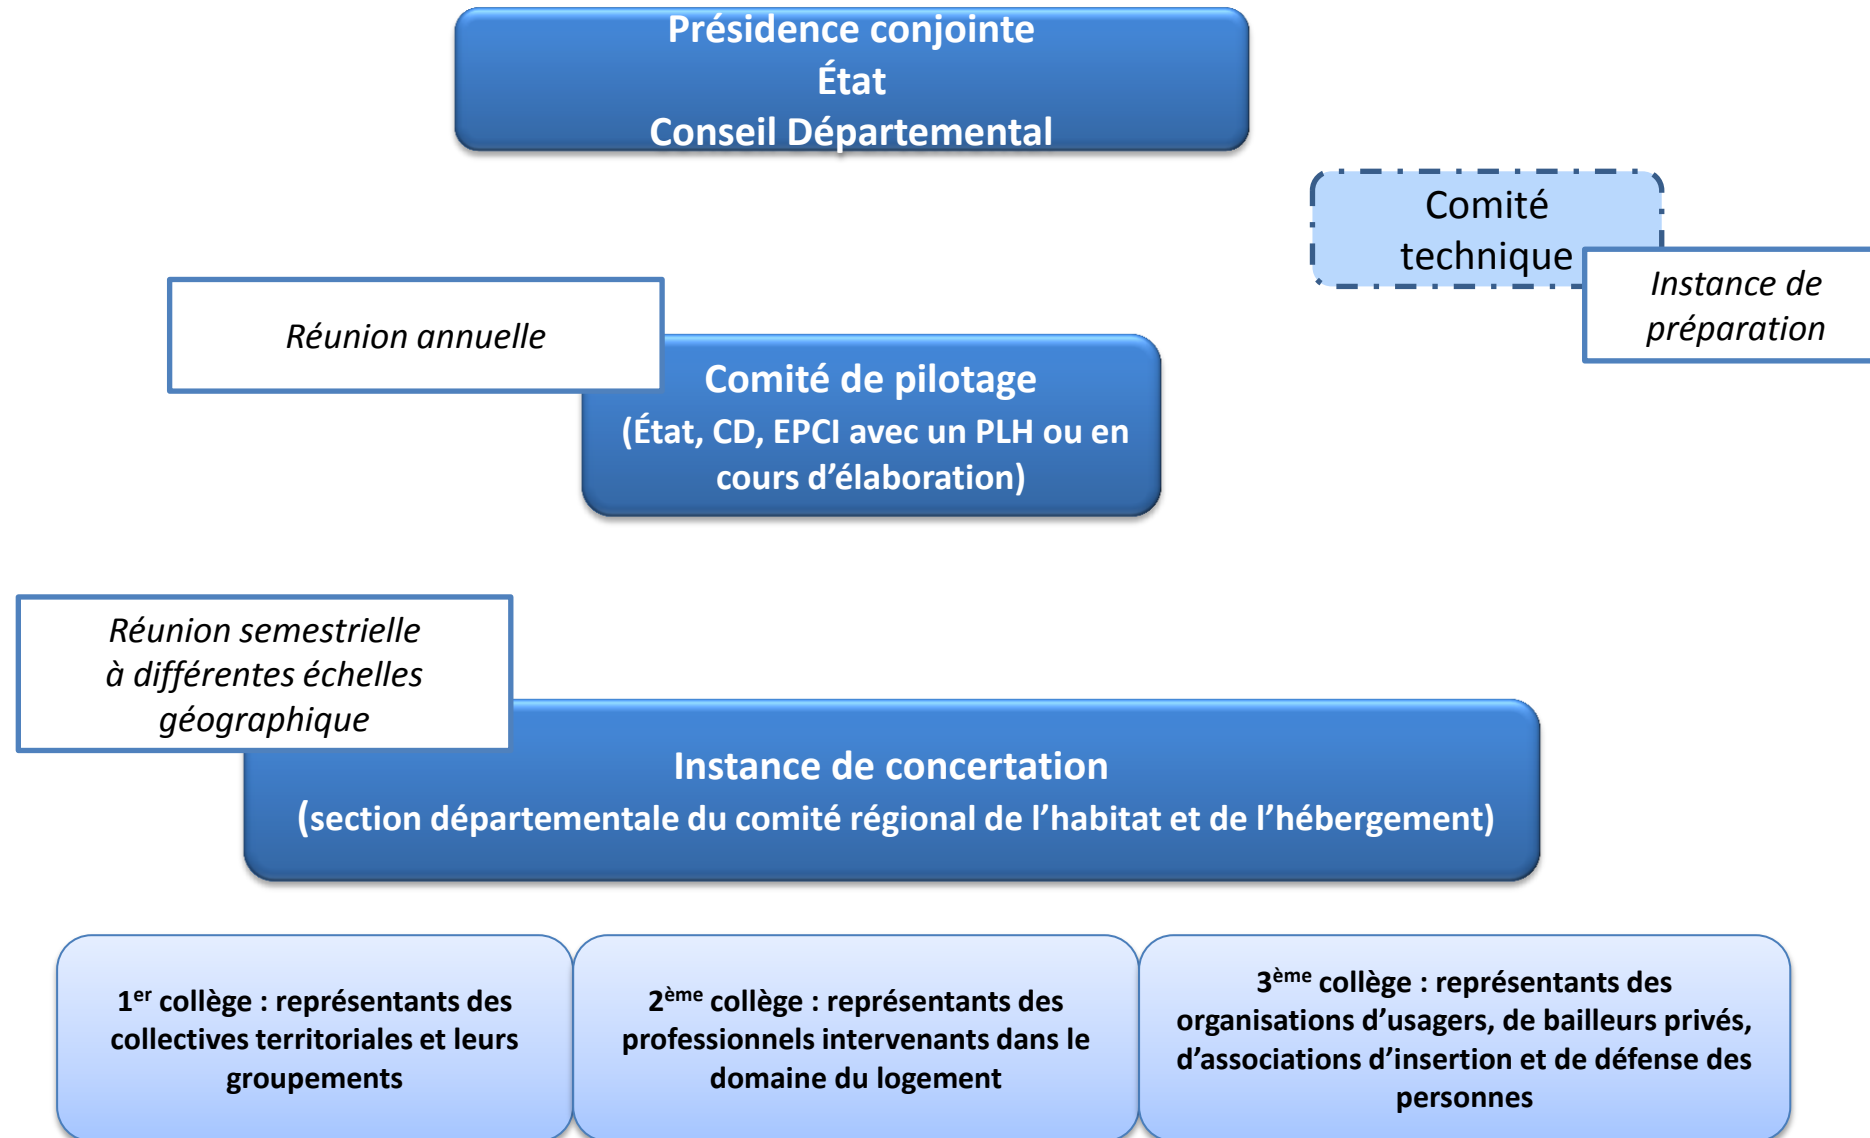 Présidence conjointe
État
Conseil Départemental
Comité
technique
Instance de
préparation
Réunion annuelle
Comité de pilotage
(État, CD, EPCI avec un PLH ou en
cours d’élaboration)
Réunion semestrielle
à différentes échelles
géographique
Instance de concertation
(section départementale du comité régional de l’habitat et de l’hébergement)
1er collège : représentants des
collectives territoriales et leurs
groupements
2ème collège : représentants des
professionnels intervenants dans le
domaine du logement
3ème collège : représentants des
organisations d’usagers, de bailleurs privés,
d’associations d’insertion et de défense des
personnes